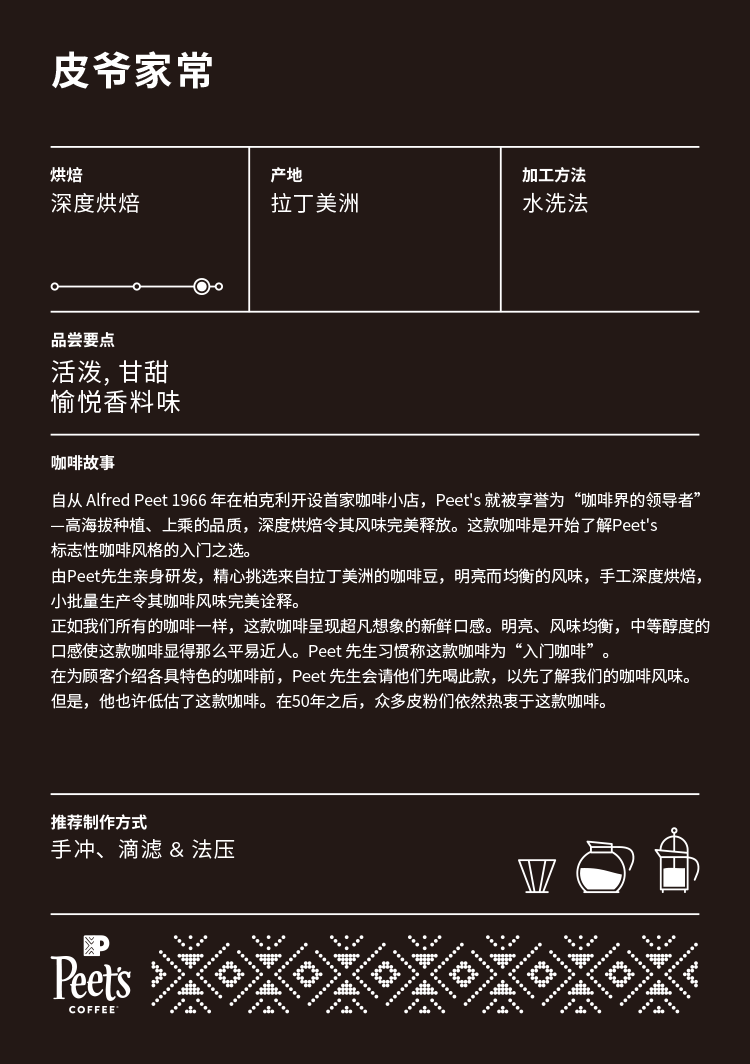 皮爷家常
烘焙
深度烘焙
产地
拉丁美洲
加工方法
水洗法
品尝要点
活泼, 甘甜
愉悦香料味
咖啡故事
自从 Alfred Peet 1966 年在柏克利开设首家咖啡小店，Peet's 就被享誉为“咖啡界的领导者”
—高海拔种植、上乘的品质，深度烘焙令其风味完美释放。这款咖啡是开始了解Peet's
标志性咖啡风格的入门之选。
由Peet先生亲身研发，精心挑选来自拉丁美洲的咖啡豆，明亮而均衡的风味，手工深度烘焙，
小批量生产令其咖啡风味完美诠释。
正如我们所有的咖啡一样，这款咖啡呈现超凡想象的新鲜口感。明亮、风味均衡，中等醇度的
口感使这款咖啡显得那么平易近人。Peet 先生习惯称这款咖啡为“入门咖啡”。
在为顾客介绍各具特色的咖啡前，Peet 先生会请他们先喝此款，以先了解我们的咖啡风味。
但是，他也许低估了这款咖啡。在50年之后，众多皮粉们依然热衷于这款咖啡。
推荐制作方式
手冲、滴滤 & 法压
P
Peet's
COFFEE